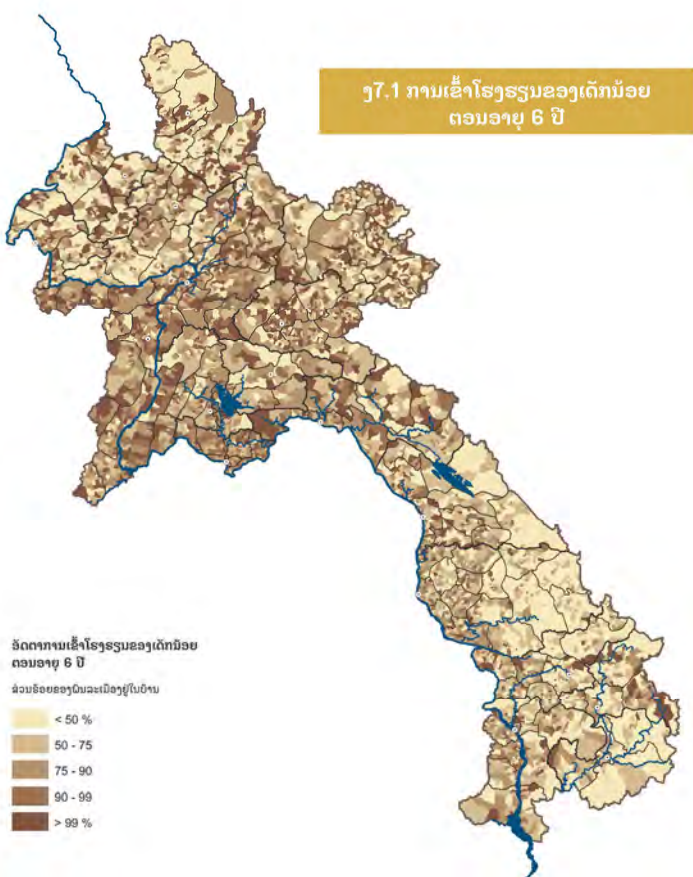 ງ7.1 ການເຂົ້າໂຮງຮຽນຂອງເດັກນ້ອຍ
ຕອນອາຍຸ 6 ປີ
ອັດຕາການເຂົ້າໂຮງຮຽນຂອງເດັກນ້ອຍ
ຕອນອາຍຸ 6 ປີ
ສ່ວນຮ້ອຍຂອງພົນລະເມືອງຢູ່ໃນບ້ານ
< 50 %
50 - 75
75 - 90
90 - 99
> 99 %